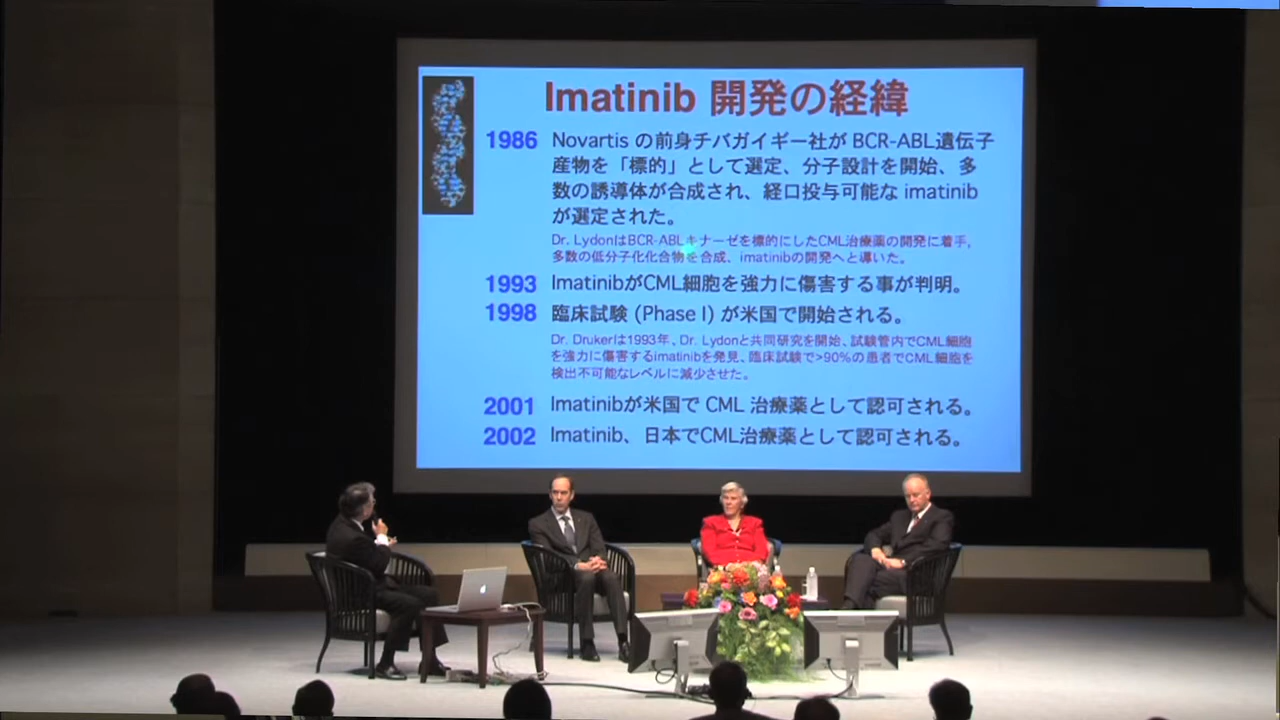 Imatinib 開発の経緯
1986 Novartis の前身チバガイギー社が BCR-ABL遺伝子
産物を「標的」として選定、分子設計を開始、多
数の誘導体が合成され、経口投与可能な imatinib
が選定された。
Dr. LydonはBCR-ABLキナーゼを標的にしたCML治療薬の開発に着手,
多数の低分子化化合物を合成、imatinibの開発へと導いた。
1993 ImatinibがCML細胞を強力に傷害する事が判明。
1998 臨床試験 (Phase I) が米国で開始される。
Dr. Drukerは1993年、Dr. Lydonと共同研究を開始、試験管内でCML細胞
を強力に傷害するimatinibを発見、臨床試験で>90%の患者でCML細胞を
検出不可能なレベルに減少させた。
2001 Imatinibが米国で CML 治療薬として認可される。
2002 Imatinib、日本でCML治療薬として認可される。